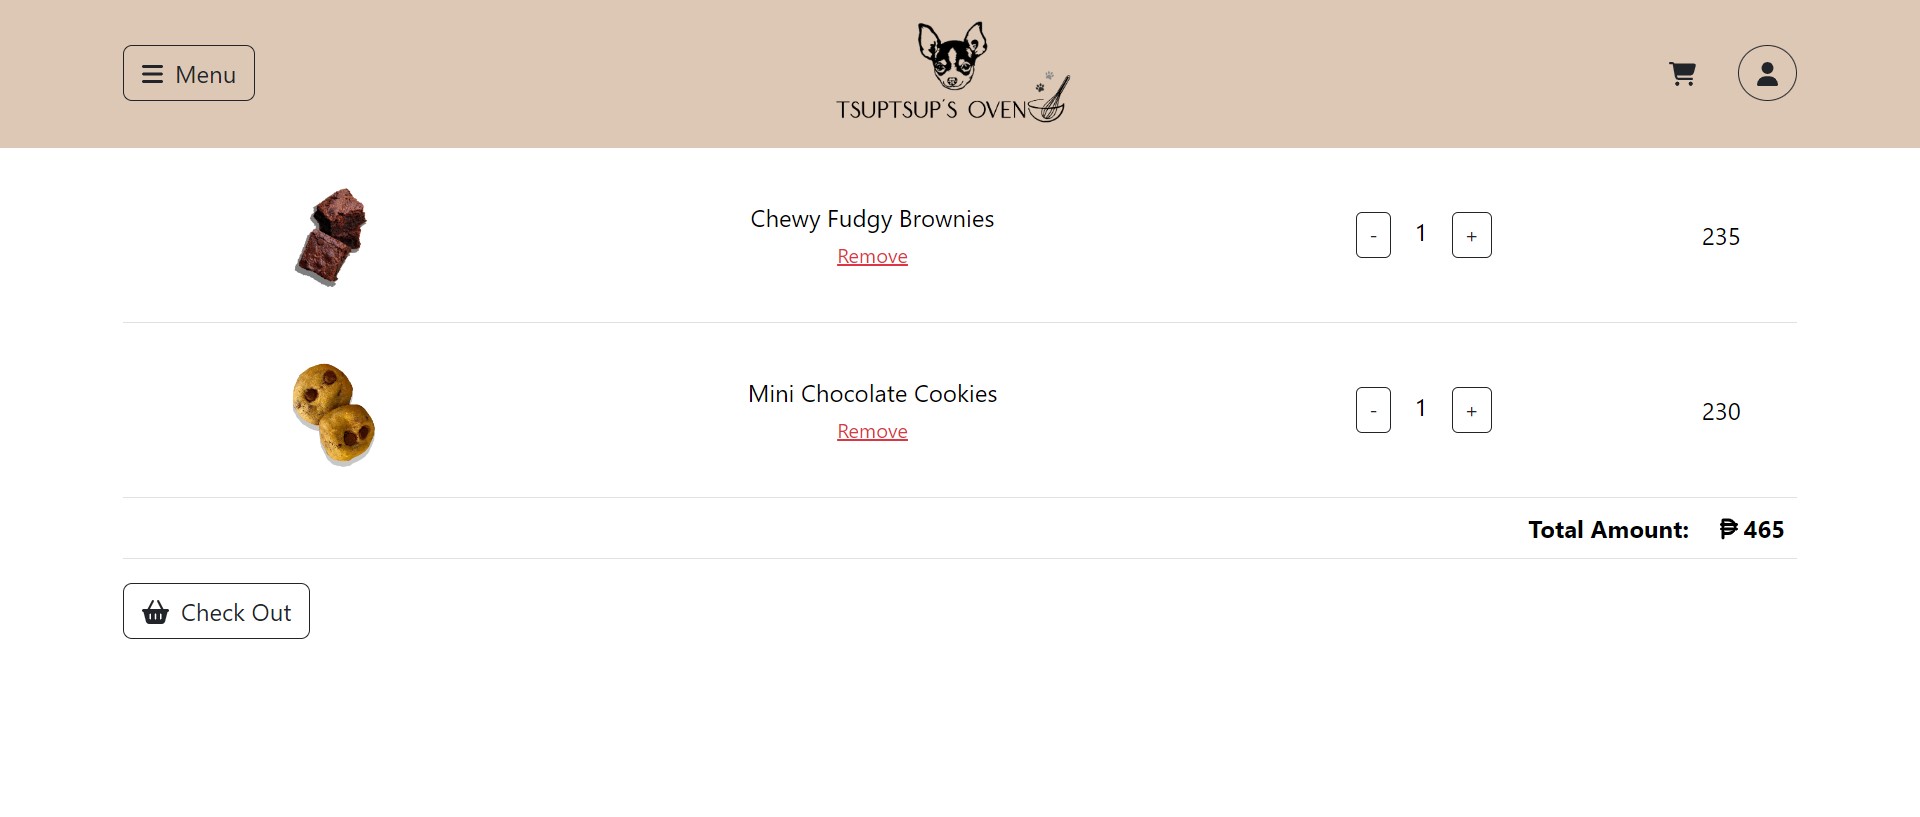 Menu
TSUPTSUP'S OVEN
Chewy Fudgy Brownies
Remove
- 1 +
235
Mini Chocolate Cookies
Remove
- 1 +
230
Total Amount: ₱ 465
Check Out